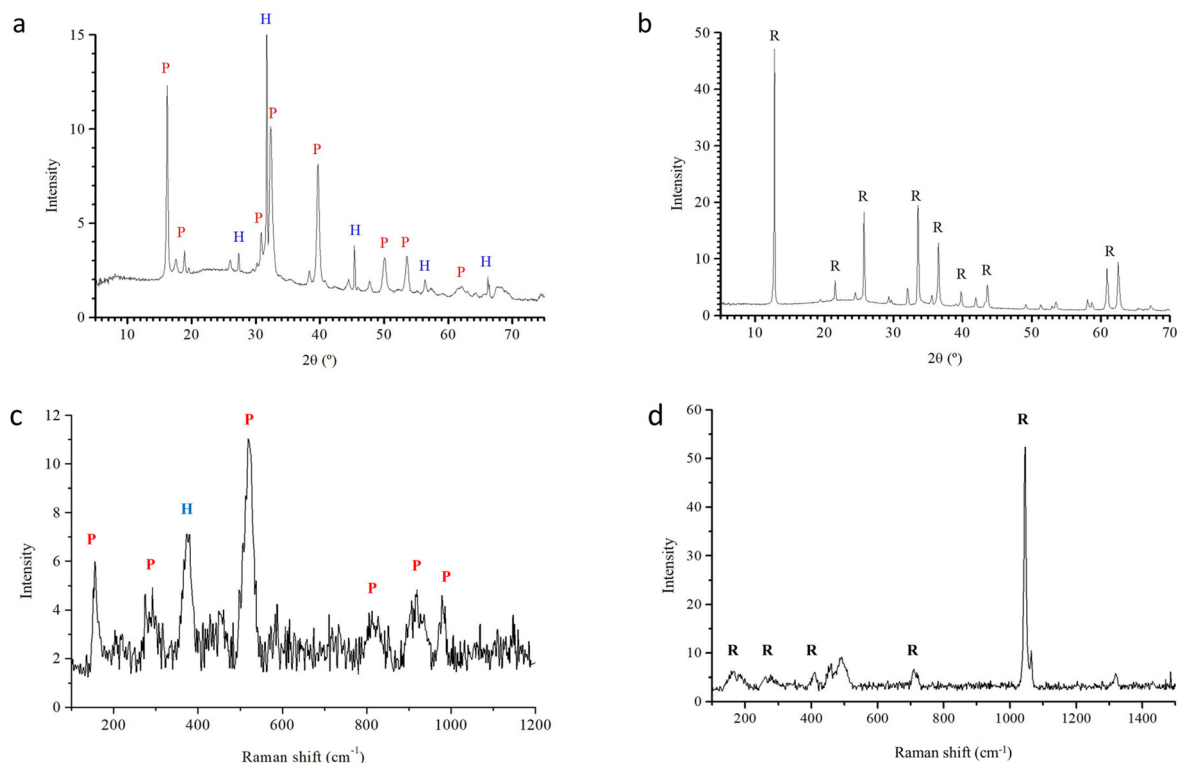 a
15
10
5
0
Intensity
10 20 30 40 50 60 70
2θ (º)
P
P
H
P
H
P
P
H
P
P
H
P
H
b
50
40
30
20
10
0
Intensity
10 20 30 40 50 60 70
2θ (º)
R
R
R
R
R
R
R
R
c
12
10
8
6
4
2
0
Intensity
200 400 600 800 1000 1200
Raman shift (cm-1)
P
P
H
P
P
P
P
d
60
50
40
30
20
10
0
Intensity
200 400 600 800 1000 1200 1400
Raman shift (cm-1)
R
R
R
R
R